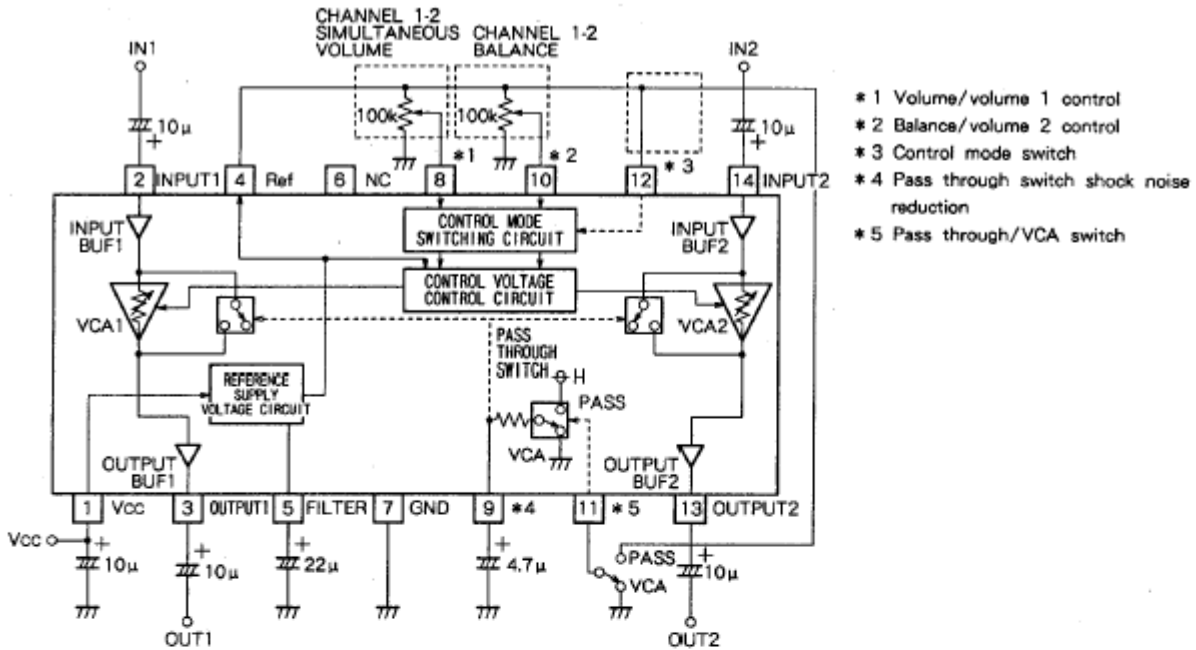 CHANNEL 1-2
SIMULTANEOUS
VOLUME
CHANNEL 1-2
BALANCE
IN1
IN2
100k
100k
10μ
+
10μ
+
*1
*2
*3
2
INPUT1
4
Ref
6
NC
8
10
12
14
INPUT2
INPUT
BUF1
CONTROL MODE
SWITCHING CIRCUIT
INPUT
BUF2
CONTROL VOLTAGE
CONTROL CIRCUIT
VCA1
VCA2
PASS
THROUGH
SWITCH
H
PASS
REFERENCE
SUPPLY
VOLTAGE CIRCUIT
VCA
OUTPUT
BUF1
OUTPUT
BUF2
1
Vcc
3
OUTPUT1
5
FILTER
7
GND
9
*4
11
*5
13
OUTPUT2
Vcc
+
10μ
+
10μ
+
22μ
+
4.7μ
PASS
VCA
+
10μ
OUT1
OUT2
*1 Volume/volume 1 control
*2 Balance/volume 2 control
*3 Control mode switch
*4 Pass through switch shock noise
reduction
*5 Pass through/VCA switch